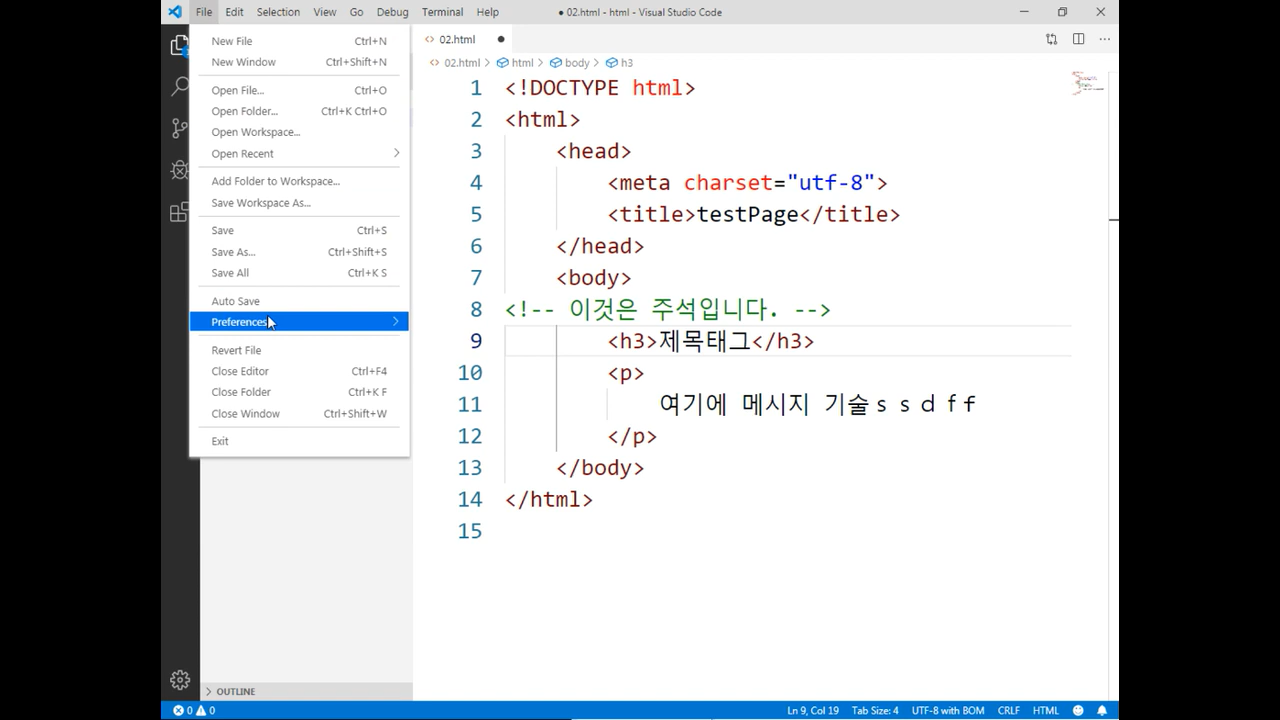 File Edit Selection View Go Debug Terminal Help ● 02.html - html - Visual Studio Code
New File Ctrl+N
New Window Ctrl+Shift+N
Open File... Ctrl+O
Open Folder... Ctrl+K Ctrl+O
Open Workspace...
Open Recent
Add Folder to Workspace...
Save Workspace As...
Save Ctrl+S
Save As... Ctrl+Shift+S
Save All Ctrl+K S
Auto Save
Preferences
Revert File
Close Editor Ctrl+F4
Close Folder Ctrl+K F
Close Window Ctrl+Shift+W
Exit
OUTLINE
02.html
02.html > html > body > h3
1 <!DOCTYPE html>
2 <html>
3 <head>
4 <meta charset="utf-8">
5 <title>testPage</title>
6 </head>
7 <body>
8 <!-- 이것은 주석입니다. -->
9 <h3>제목태그</h3>
10 <p>
11 여기에 메시지 기술ｓｓｄｆｆ
12 </p>
13 </body>
14 </html>
15
0 0 Ln 9, Col 19 Tab Size: 4 UTF-8 with BOM CRLF HTML